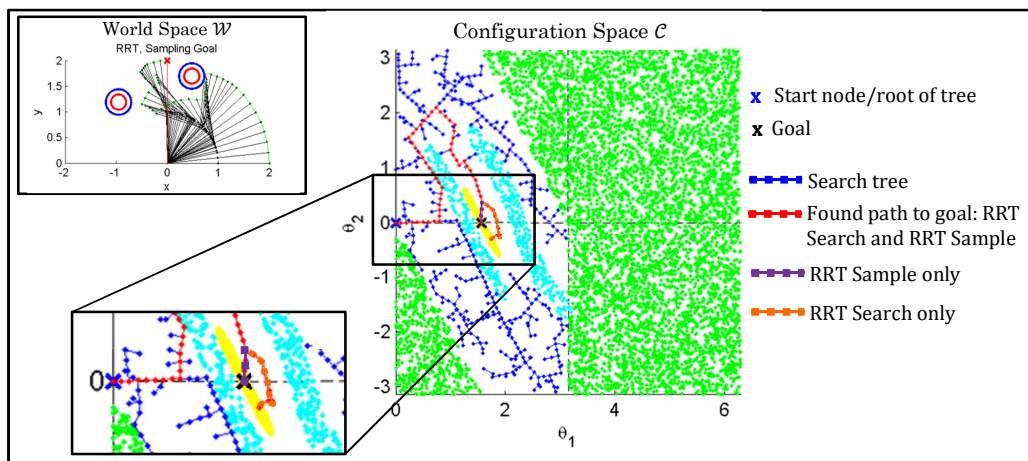 World Space W
RRT, Sampling Goal
2
1.5
1
0.5
0
y
-2
-1
0
1
2
x
Configuration Space C
3
2
1
0
-1
-2
-3
θ2
0
2
4
6
θ1
0
x Start node/root of tree
x Goal
Search tree
Found path to goal: RRT
Search and RRT Sample
RRT Sample only
RRT Search only